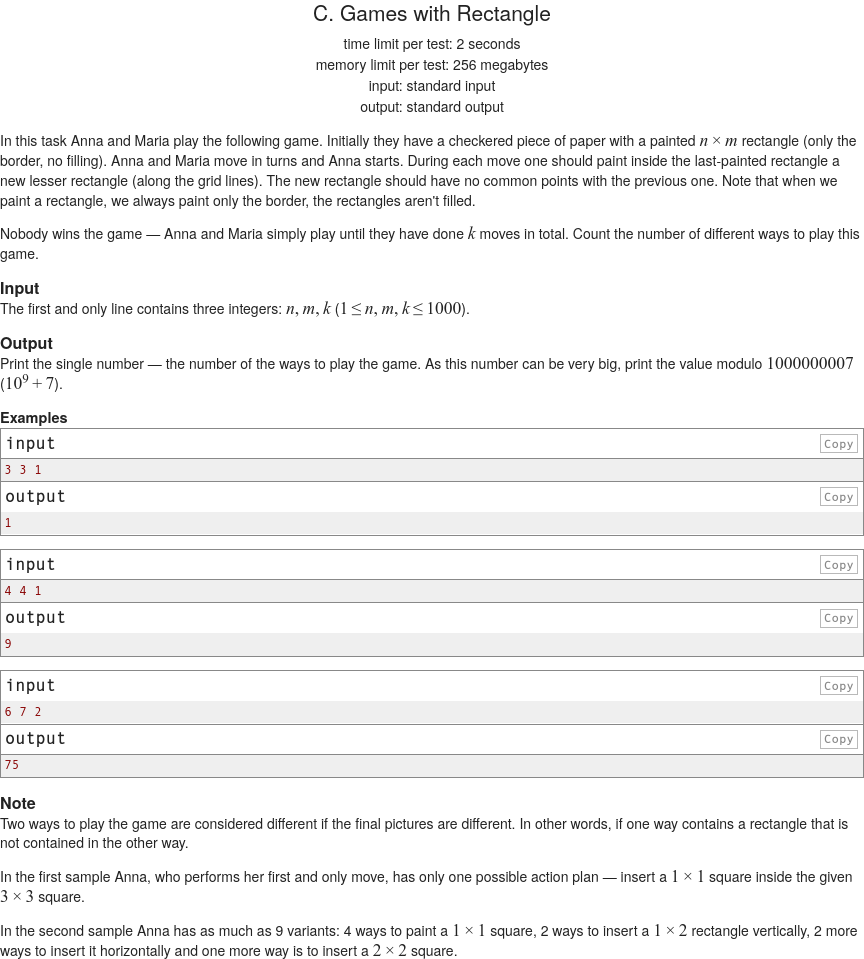 C. Games with Rectangle
time limit per test: 2 seconds
memory limit per test: 256 megabytes
input: standard input
output: standard output
In this task Anna and Maria play the following game. Initially they have a checkered piece of paper with a painted n × m rectangle (only the
border, no filling). Anna and Maria move in turns and Anna starts. During each move one should paint inside the last-painted rectangle a
new lesser rectangle (along the grid lines). The new rectangle should have no common points with the previous one. Note that when we
paint a rectangle, we always paint only the border, the rectangles aren't filled.
Nobody wins the game — Anna and Maria simply play until they have done k moves in total. Count the number of different ways to play this
game.
Input
The first and only line contains three integers: n, m, k (1 ≤ n, m, k ≤ 1000).
Output
Print the single number — the number of the ways to play the game. As this number can be very big, print the value modulo 1000000007
(10⁹ + 7).
Examples
input Copy
3 3 1
output Copy
1
input Copy
4 4 1
output Copy
9
input Copy
6 7 2
output Copy
75
Note
Two ways to play the game are considered different if the final pictures are different. In other words, if one way contains a rectangle that is
not contained in the other way.
In the first sample Anna, who performs her first and only move, has only one possible action plan — insert a 1 × 1 square inside the given
3 × 3 square.
In the second sample Anna has as much as 9 variants: 4 ways to paint a 1 × 1 square, 2 ways to insert a 1 × 2 rectangle vertically, 2 more
ways to insert it horizontally and one more way is to insert a 2 × 2 square.